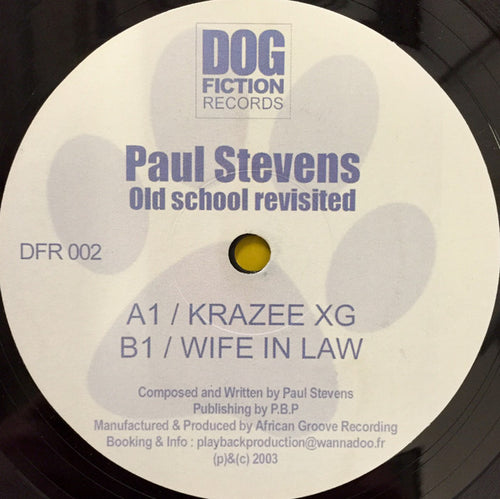 DOG
FICTION
RECORDS
Paul Stevens
Old school revisited
DFR 002
A1 / KRAZEE XG
B1 / WIFE IN LAW
Composed and Written by Paul Stevens
Publishing by P.B.P
Manufactured & Produced by African Groove Recording
Booking & Info : playbackproduction@wannadoo.fr
(p)&(c) 2003